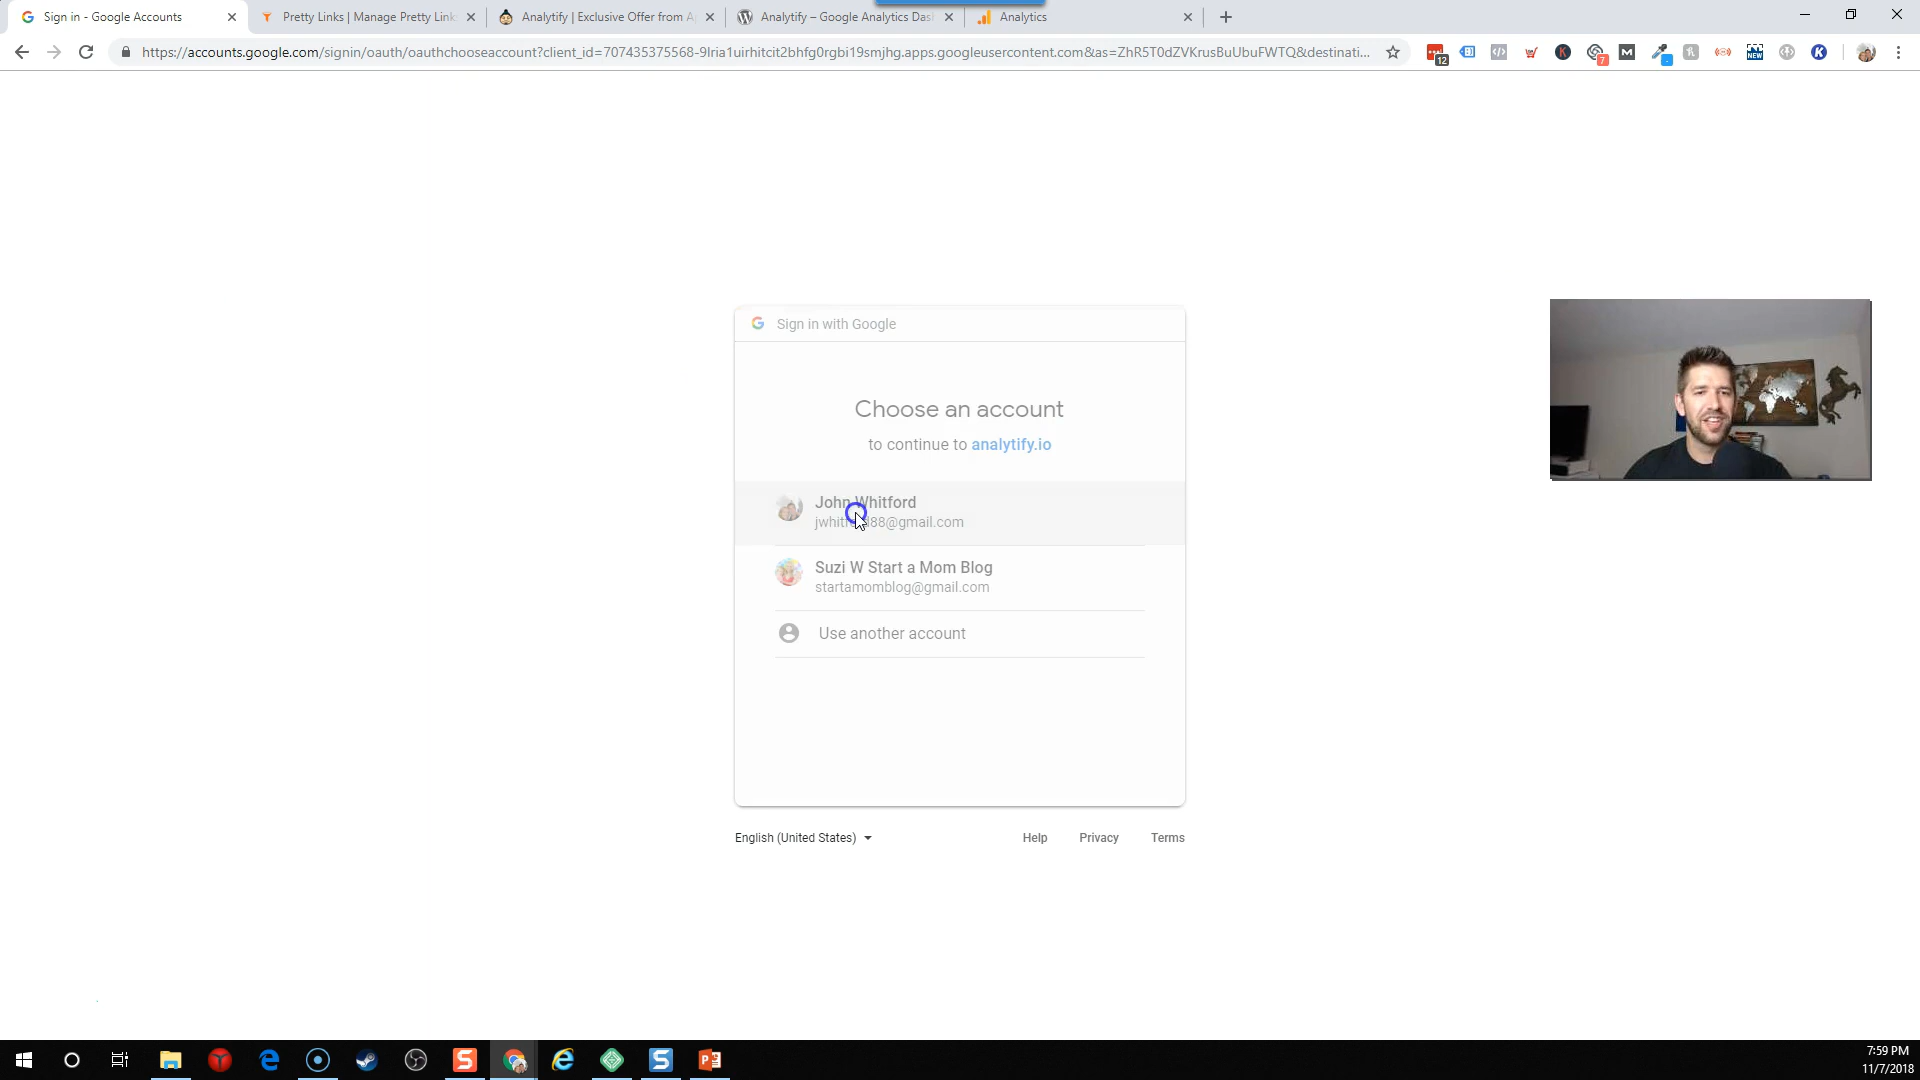 Sign in - Google Accounts
Pretty Links | Manage Pretty Link
Analytify | Exclusive Offer from A
Analytify – Google Analytics Das
Analytics
https://accounts.google.com/signin/oauth/oauthchooseaccount?client_id=707435375568-9lria1uirhitcit2bhfg0rgbi19smjhg.apps.googleusercontent.com&as=ZhR5T0dZVKrusBuUbuFWTQ&destinati...
12
7
NEW
Sign in with Google
Choose an account
to continue to analytify.io
John Whitford
Suzi W Start a Mom Blog
startamomblog@gmail.com
Use another account
English (United States)
Help
Privacy
Terms
7:59 PM
11/7/2018